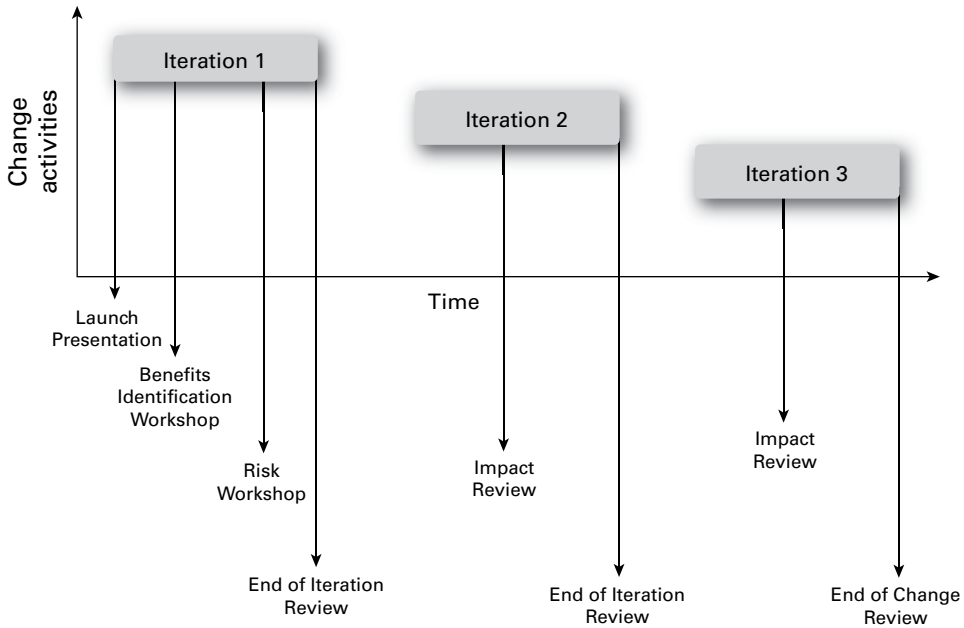 Change
activities
Iteration 1
Iteration 2
Iteration 3
Time
Launch
Presentation
Benefits
Identification
Workshop
Risk
Workshop
End of Iteration
Review
Impact
Review
End of Iteration
Review
Impact
Review
End of Change
Review